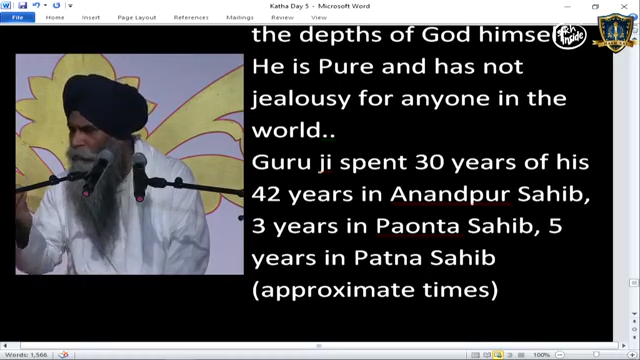 Katha Day 5 - Microsoft Word
File Home Insert Page Layout References Mailings Review View
the depths of God himse
He is Pure and has not
jealousy for anyone in the
world..
Guru ji spent 30 years of his
42 years in Anandpur Sahib,
3 years in Paonta Sahib, 5
years in Patna Sahib
(approximate times)
Words: 1,566
100%